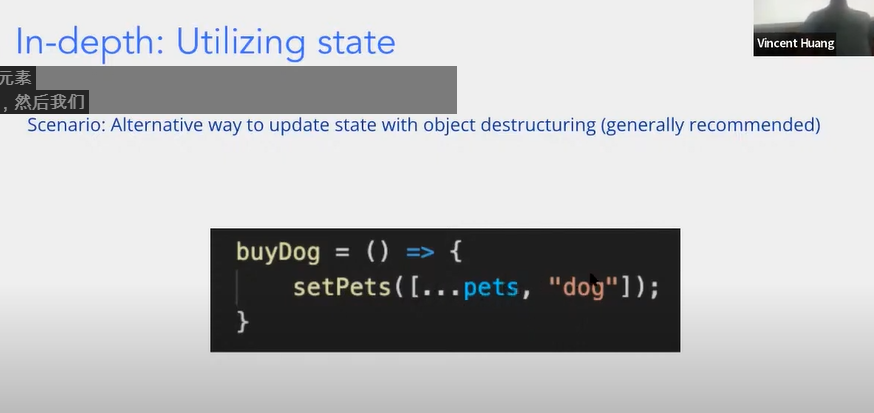 In-depth: Utilizing state
Vincent Huang
元素
，然后我们
Scenario: Alternative way to update state with object destructuring (generally recommended)
buyDog = () => {
    setPets([...pets, "dog"]);
}